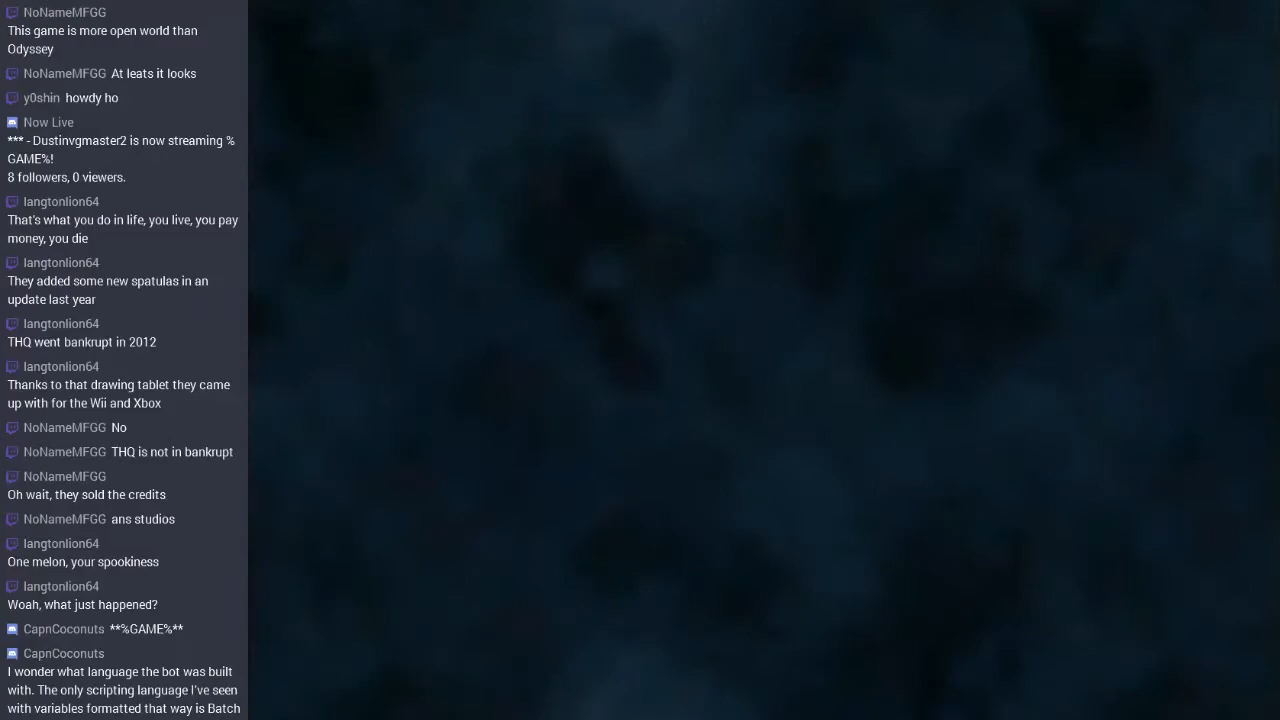 NoNameMFGG
This game is more open world than
Odyssey
NoNameMFGG At leats it looks
y0shin howdy ho
Now Live
*** - Dustinvgmaster2 is now streaming %
GAME%!
8 followers, 0 viewers.
langtonlion64
That's what you do in life, you live, you pay
money, you die
langtonlion64
They added some new spatulas in an
update last year
langtonlion64
THQ went bankrupt in 2012
langtonlion64
Thanks to that drawing tablet they came
up with for the Wii and Xbox
NoNameMFGG No
NoNameMFGG THQ is not in bankrupt
NoNameMFGG
Oh wait, they sold the credits
NoNameMFGG ans studios
langtonlion64
One melon, your spookiness
langtonlion64
Woah, what just happened?
CapnCoconuts **%GAME%**
CapnCoconuts
I wonder what language the bot was built
with. The only scripting language I've seen
with variables formatted that way is Batch